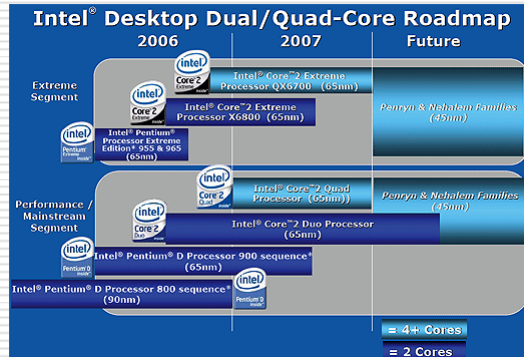 Intel® Desktop Dual/Quad-Core Roadmap
2006
2007
Future
Extreme
Segment
Intel® Core™2 Extreme
Processor QX6700 (65nm)
Intel® Core™2 Extreme
Processor X6800 (65nm)
Intel® Pentium®
Processor Extreme
Edition* 955 & 965
(65nm)
Penryn & Nehalem Families
(45nm)
intel
Core 2
Extreme
intel
Core 2
Extreme
intel
Pentium
Extreme
Performance /
Mainstream
Segment
Intel® Core™2 Quad
Processor (65nm))
Intel® Core™2 Duo Processor
(65nm)
Intel® Pentium® D Processor 900 sequence*
(65nm)
Intel® Pentium® D Processor 800 sequence*
(90nm)
Penryn & Nehalem Families
(45nm)
intel
Core 2
Quad
intel
Core 2
Duo
intel
Pentium D
intel
Pentium D
= 4+ Cores
= 2 Cores